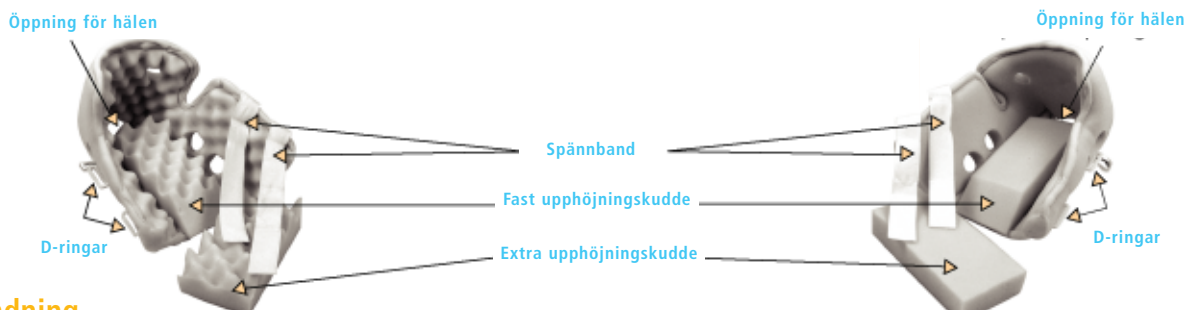 Öppning för hälen
Öppning för hälen
Spännband
Fast upphöjningskudde
D-ringar
D-ringar
Extra upphöjningskudde